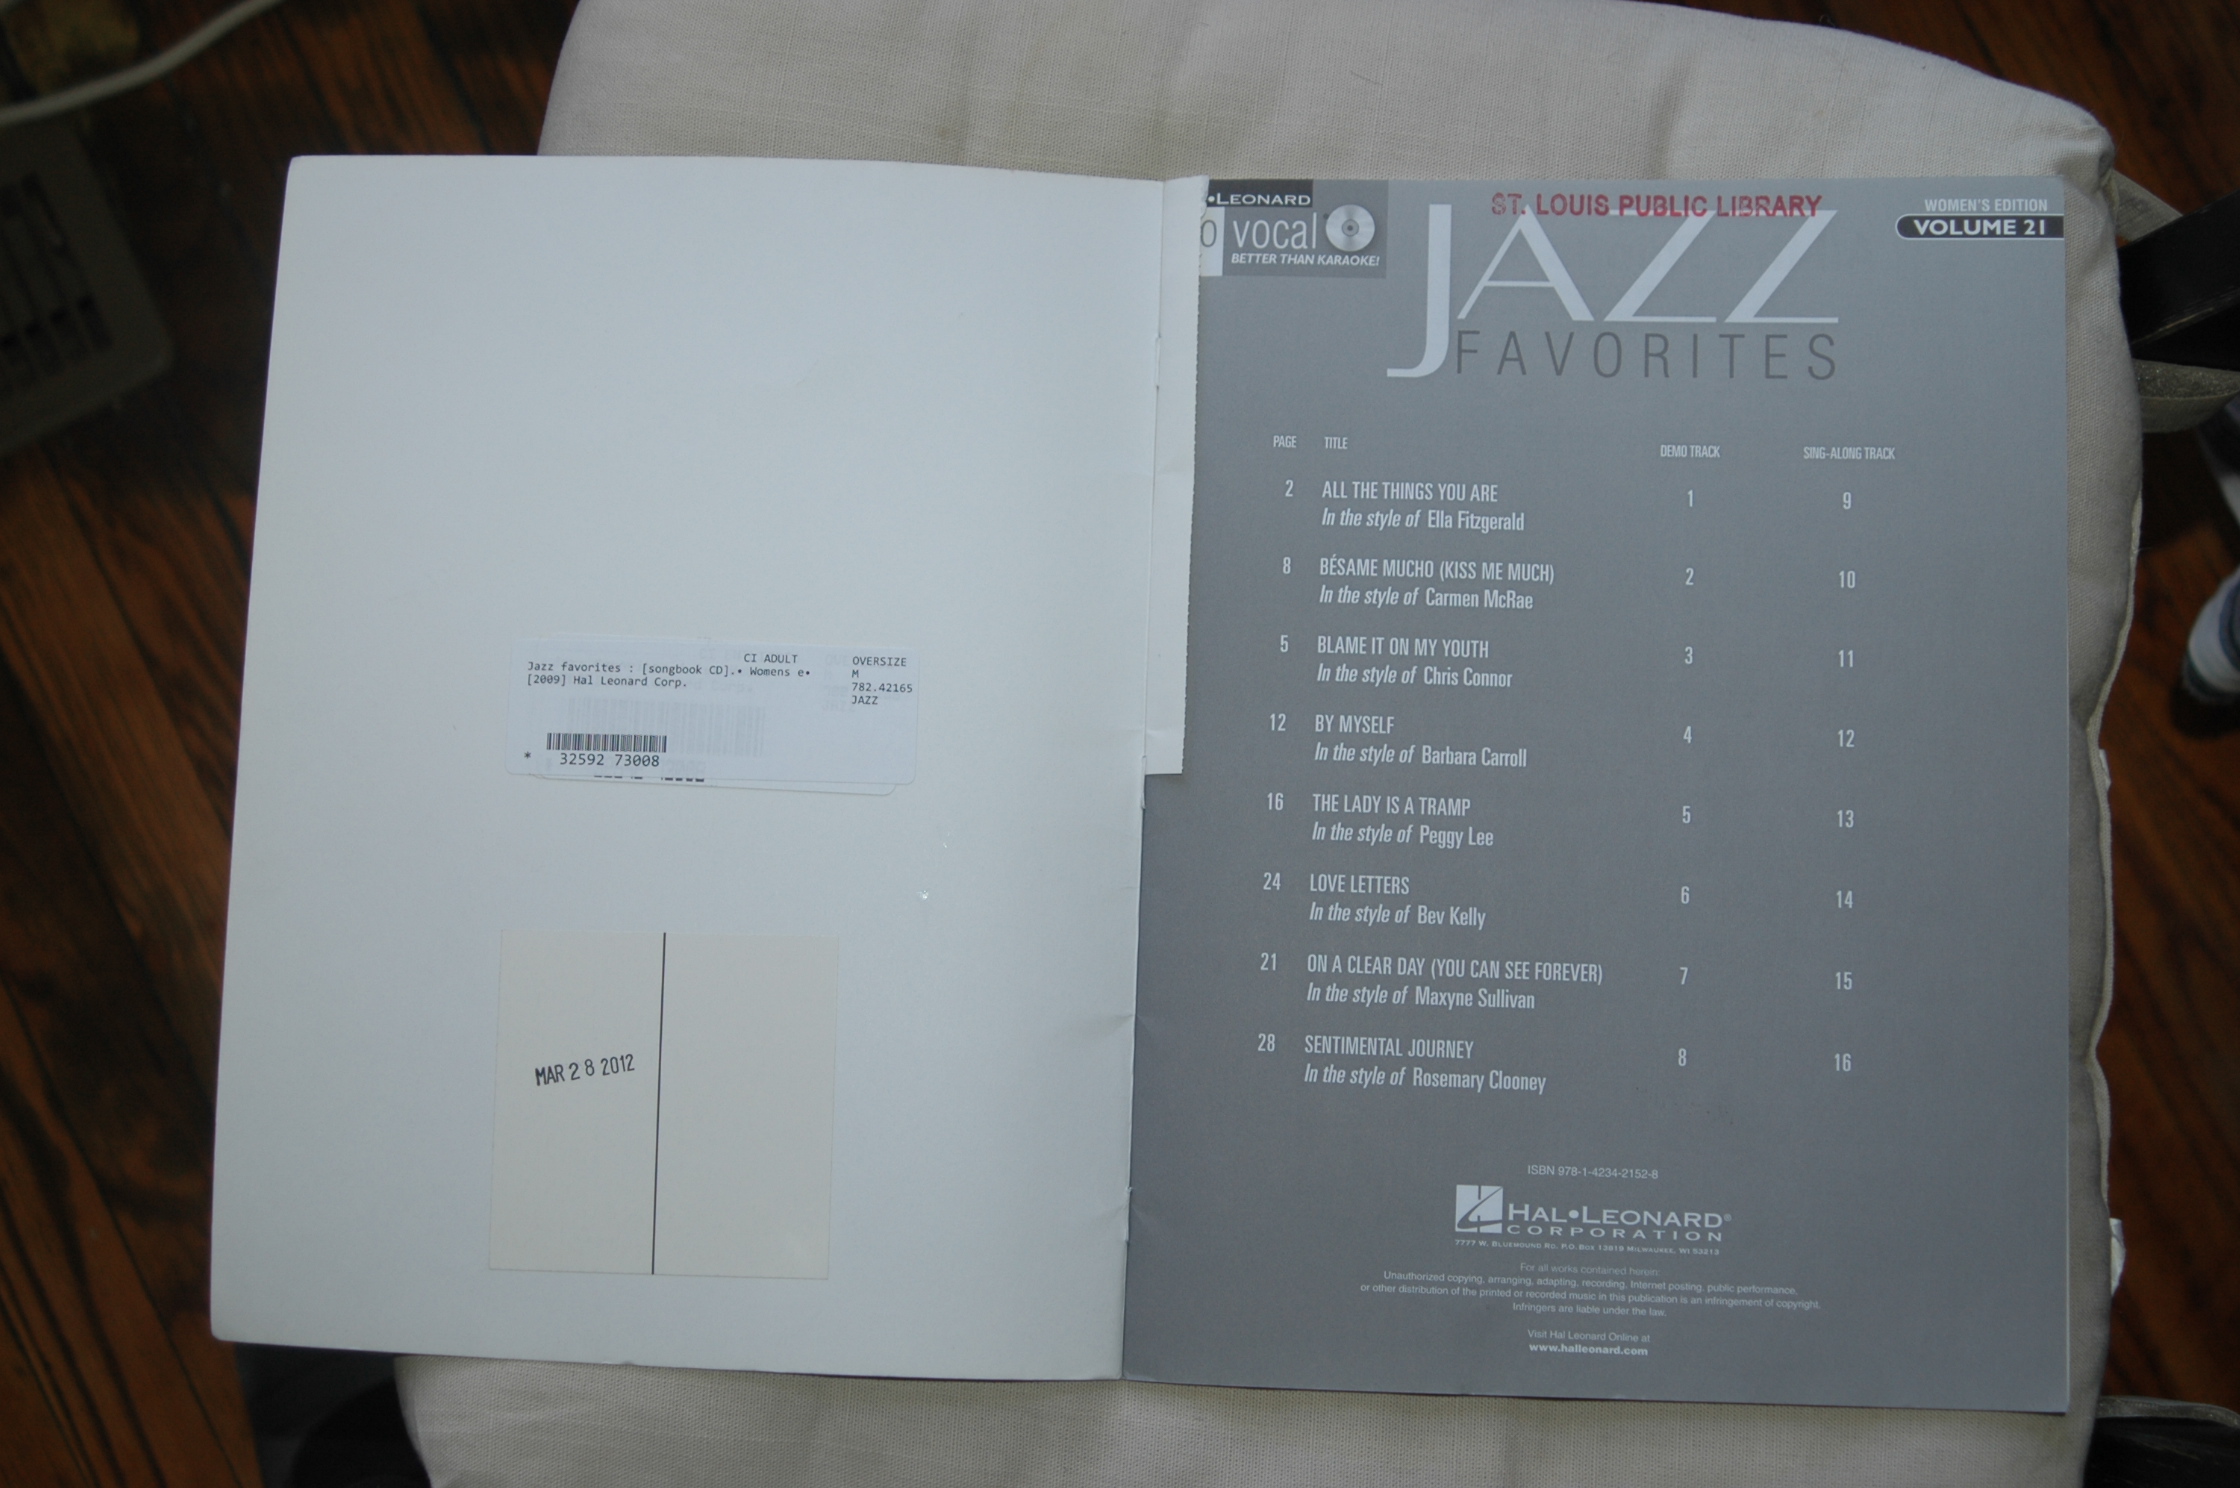 CI ADULT
Jazz favorites : [songbook CD].• Womens e•
[2009] Hal Leonard Corp.
OVERSIZE
M
782.42165
JAZZ
* 32592 73008
MAR 28 2012
•LEONARD
vocal
BETTER THAN KARAOKE!
ST. LOUIS PUBLIC LIBRARY
JAZZ
FAVORITES
WOMEN'S EDITION
VOLUME 21
PAGE TITLE DEMO TRACK SING-ALONG TRACK
2 ALL THE THINGS YOU ARE 1 9
In the style of Ella Fitzgerald
8 BÉSAME MUCHO (KISS ME MUCH) 2 10
In the style of Carmen McRae
5 BLAME IT ON MY YOUTH 3 11
In the style of Chris Connor
12 BY MYSELF 4 12
In the style of Barbara Carroll
16 THE LADY IS A TRAMP 5 13
In the style of Peggy Lee
24 LOVE LETTERS 6 14
In the style of Bev Kelly
21 ON A CLEAR DAY (YOU CAN SEE FOREVER) 7 15
In the style of Maxyne Sullivan
28 SENTIMENTAL JOURNEY 8 16
In the style of Rosemary Clooney
ISBN 978-1-4234-2152-8
HAL•LEONARD®
CORPORATION
7777 W. BLUEMOUND RD. P.O. BOX 13819 MILWAUKEE, WI 53213
For all works contained herein:
Unauthorized copying, arranging, adapting, recording, Internet posting, public performance,
or other distribution of the printed or recorded music in this publication is an infringement of copyright.
Infringers are liable under the law.
Visit Hal Leonard Online at
www.halleonard.com